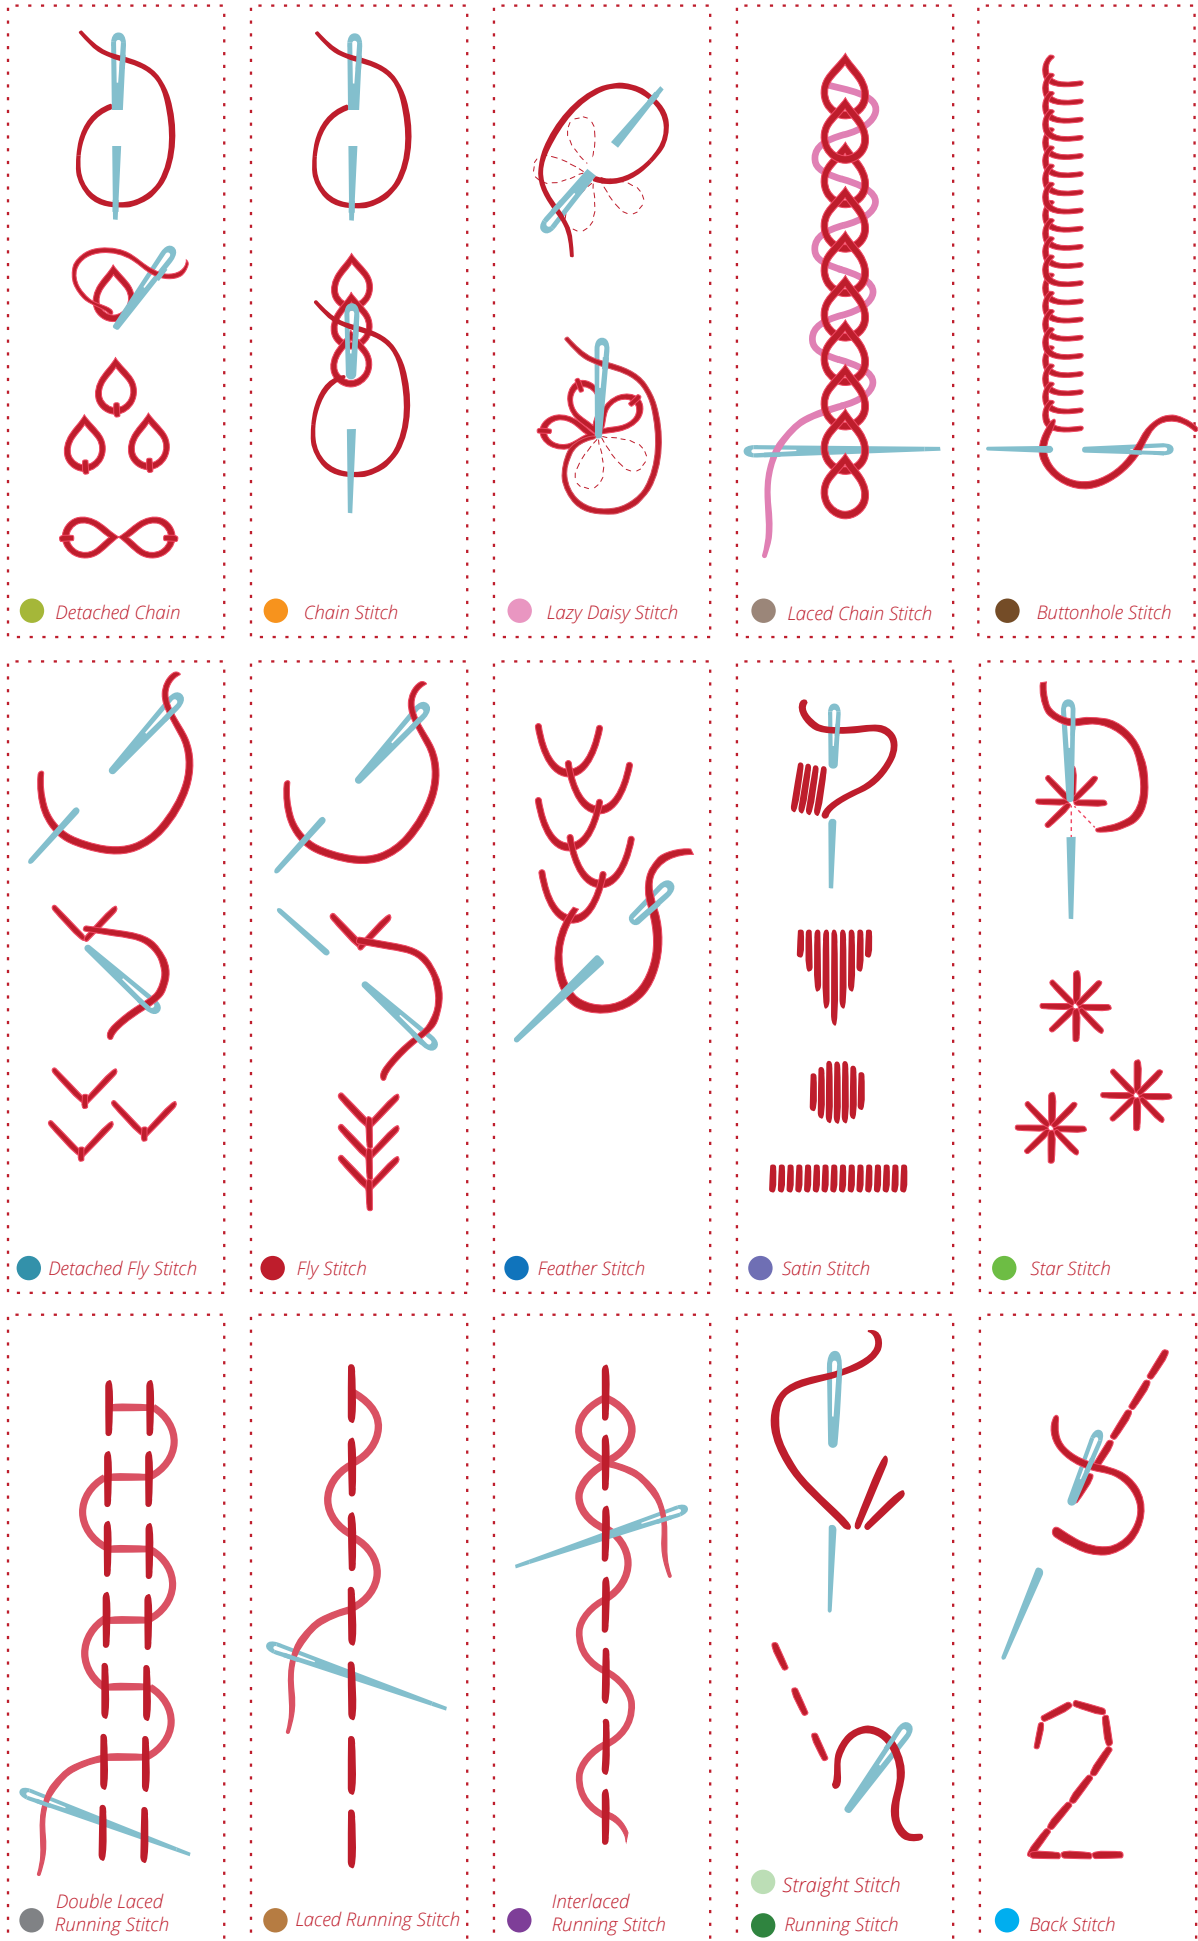 Detached Chain
Chain Stitch
Lazy Daisy Stitch
Laced Chain Stitch
Buttonhole Stitch
Detached Fly Stitch
Fly Stitch
Feather Stitch
Satin Stitch
Star Stitch
Double Laced
Running Stitch
Laced Running Stitch
Interlaced
Running Stitch
Straight Stitch
Running Stitch
Back Stitch